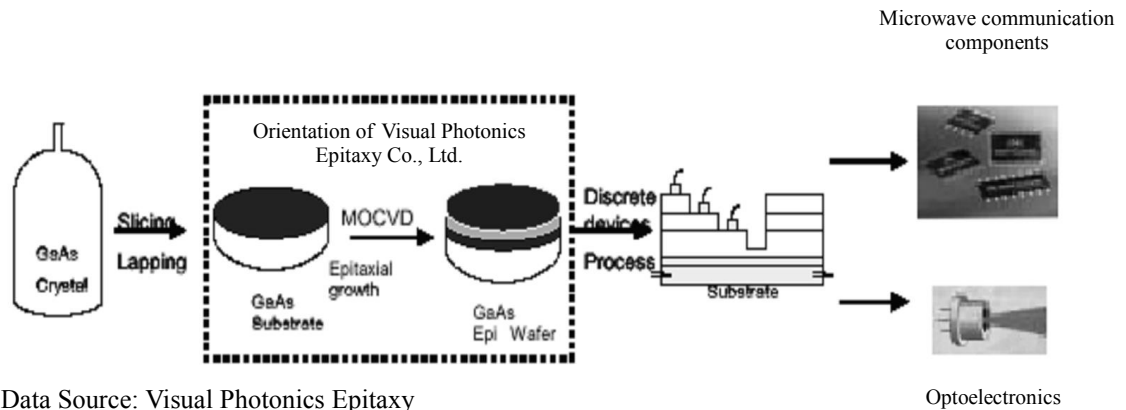 Microwave communication
components
Orientation of Visual Photonics
Epitaxy Co., Ltd.
GaAs
Crystal
Slicing
Lapping
MOCVD
Epitaxial
growth
GaAs
Substrate
GaAs
Epi Wafer
Discrete
devices
Process
Substrate
Optoelectronics
Data Source: Visual Photonics Epitaxy